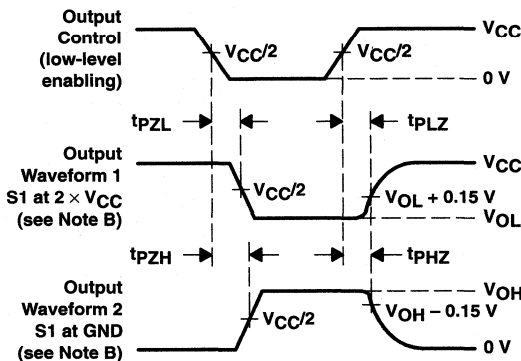 Output
Control
(low-level
enabling)
VCC/2
VCC/2
VCC
0 V
tPZL
tPLZ
Output
Waveform 1
S1 at 2 × VCC
(see Note B)
VCC/2
VCC
VOL + 0.15 V
VOL
tPZH
tPHZ
Output
Waveform 2
S1 at GND
(see Note B)
VCC/2
VOH
VOH − 0.15 V
0 V